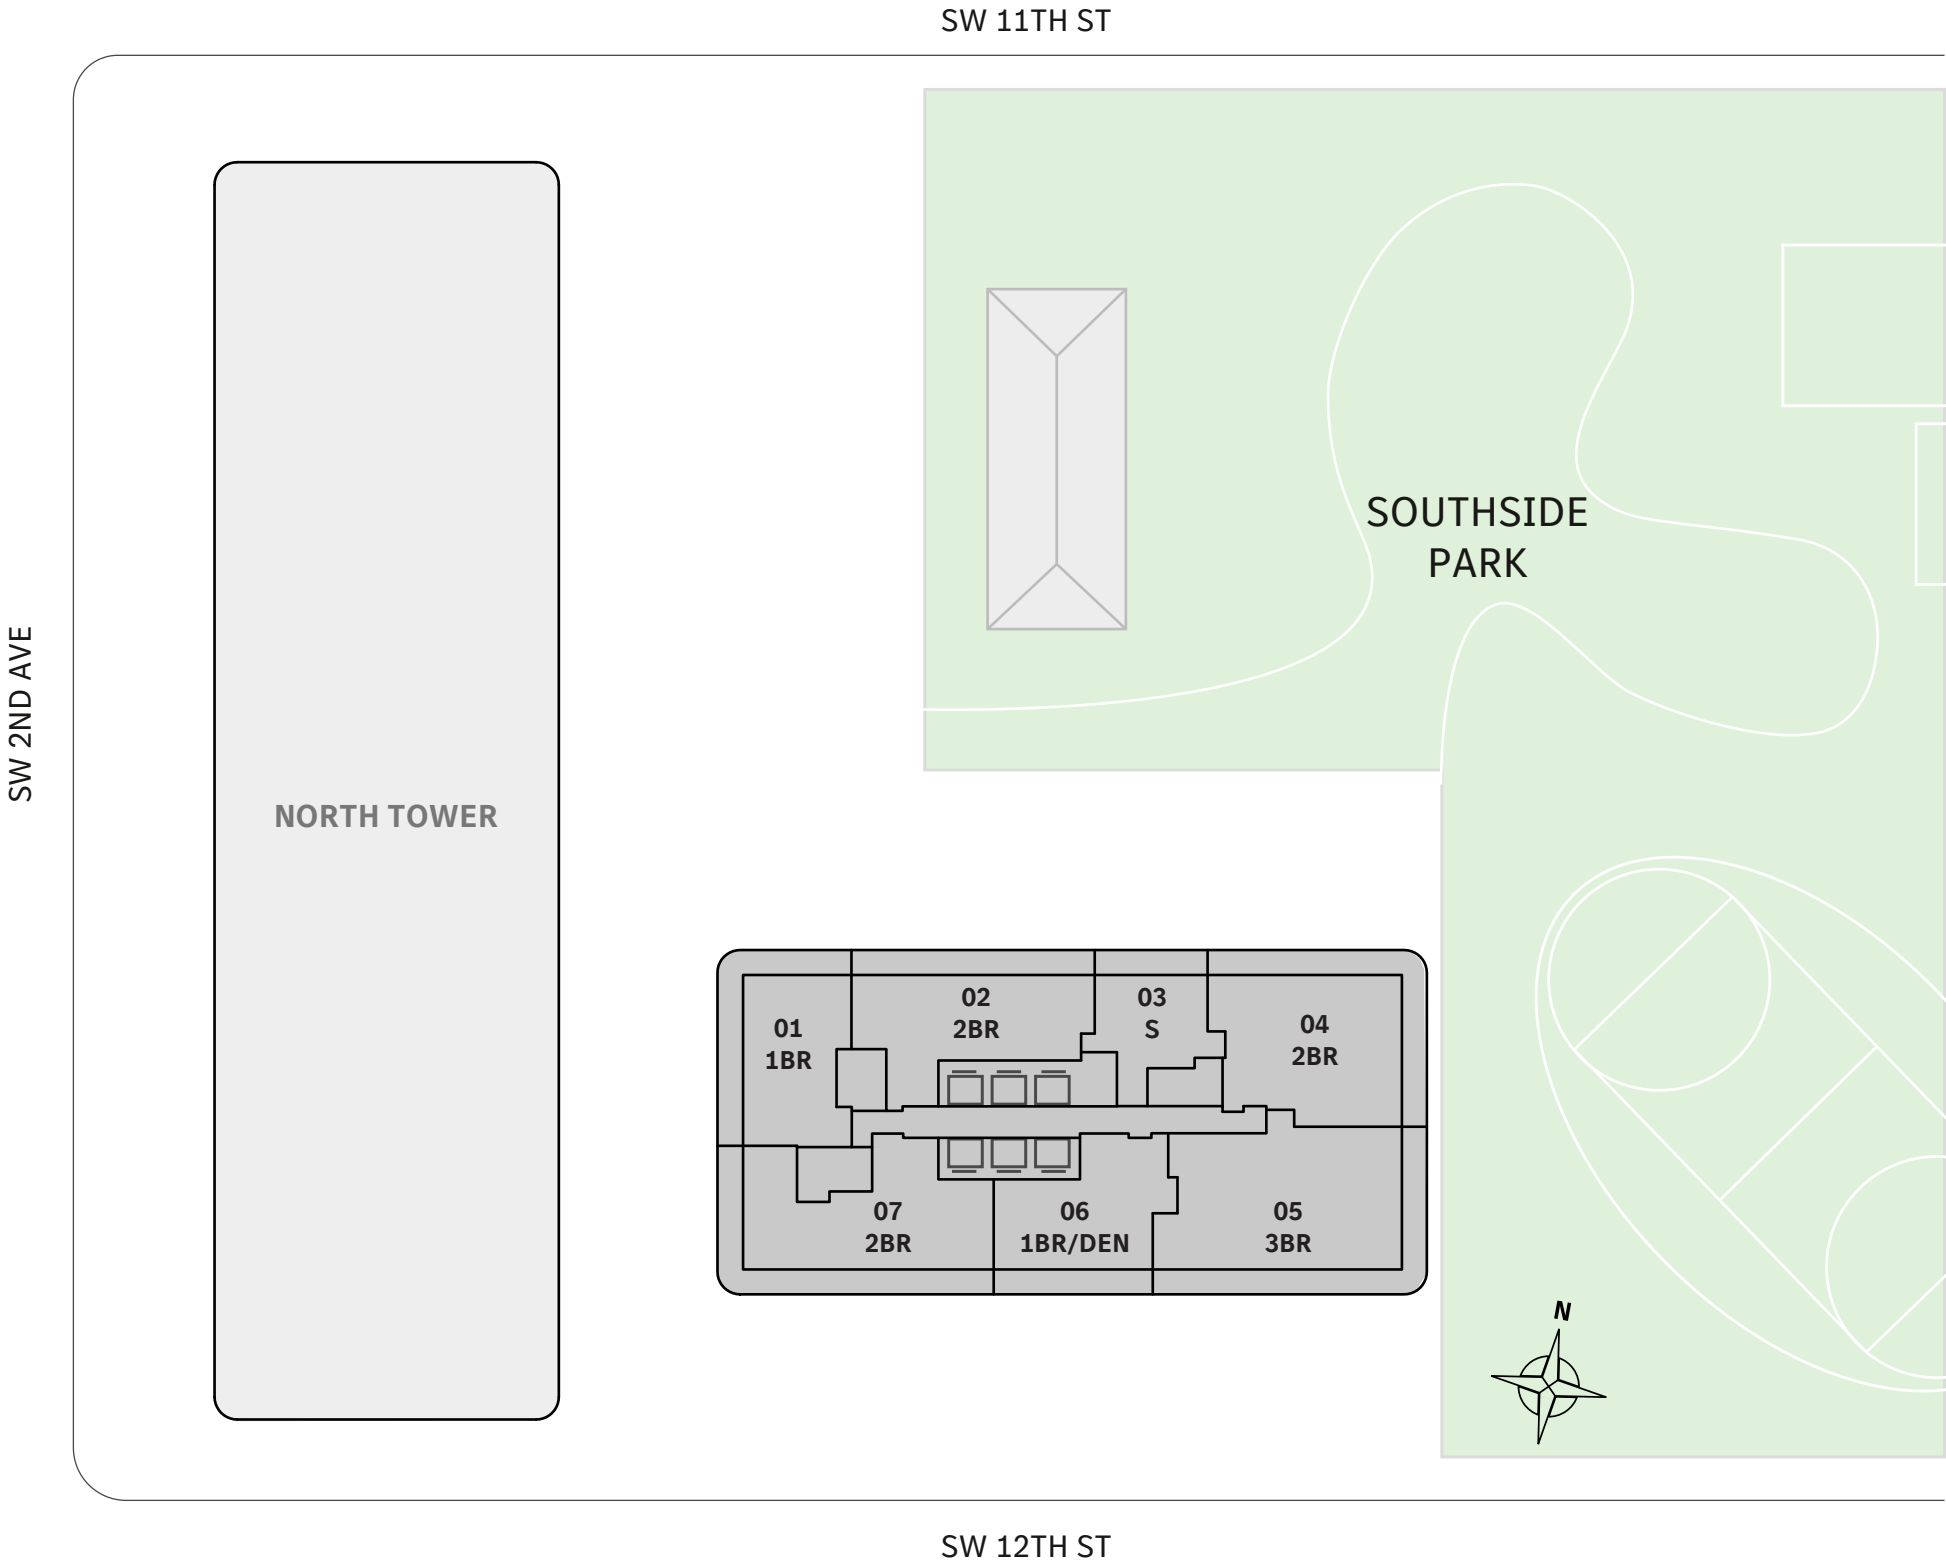 SW 11TH ST
SOUTHSIDE
PARK
SW 2ND AVE
NORTH TOWER
01
1BR
02
2BR
03
S
04
2BR
07
2BR
06
1BR/DEN
05
3BR
N
SW 12TH ST